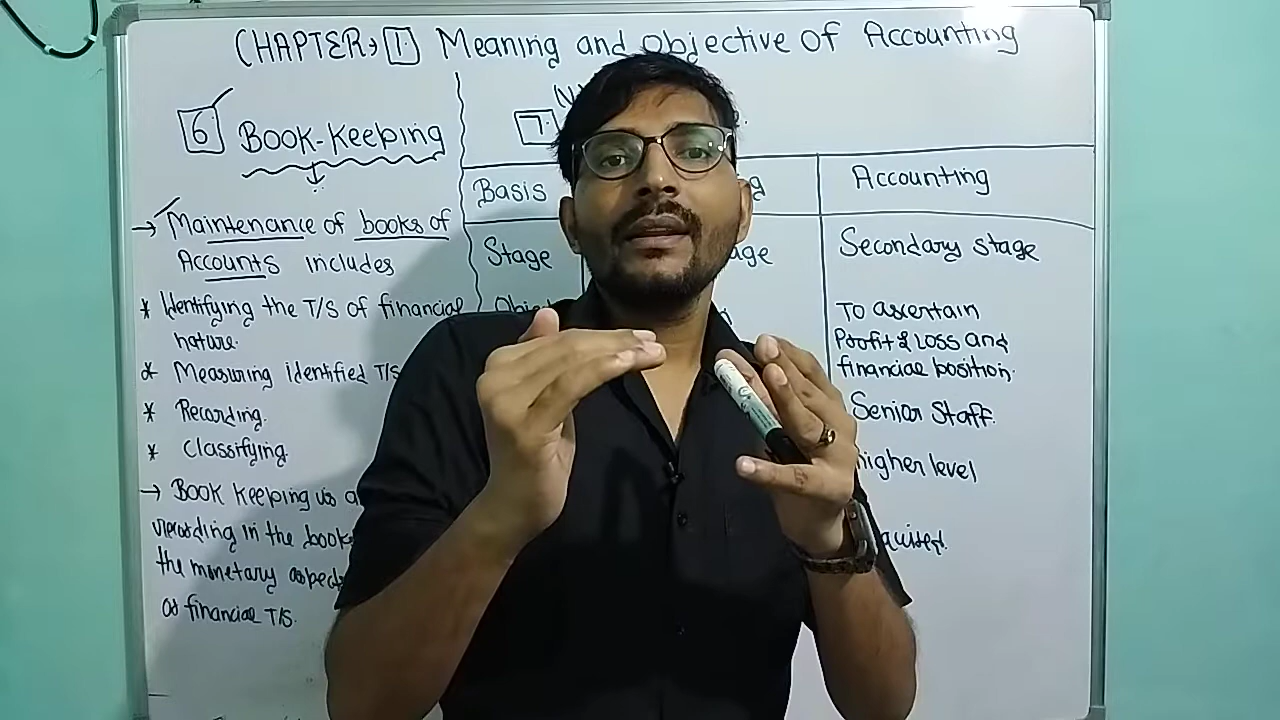 CHAPTER→ 1 Meaning and Objective of Accounting
6 BOOK-Keeping
→ Maintenance of books of
Accounts includes
* Identifying the T/S of financial
nature.
* Measuring identified T/S
* Recording.
* Classifying
→ BOOK Keeping is a
recording in the book
the monetary aspect
of financial T/S.
7.
Basis
Accounting
Stage
Secondary stage
To ascertain
Profit & Loss and
financial position.
Senior Staff.
higher level